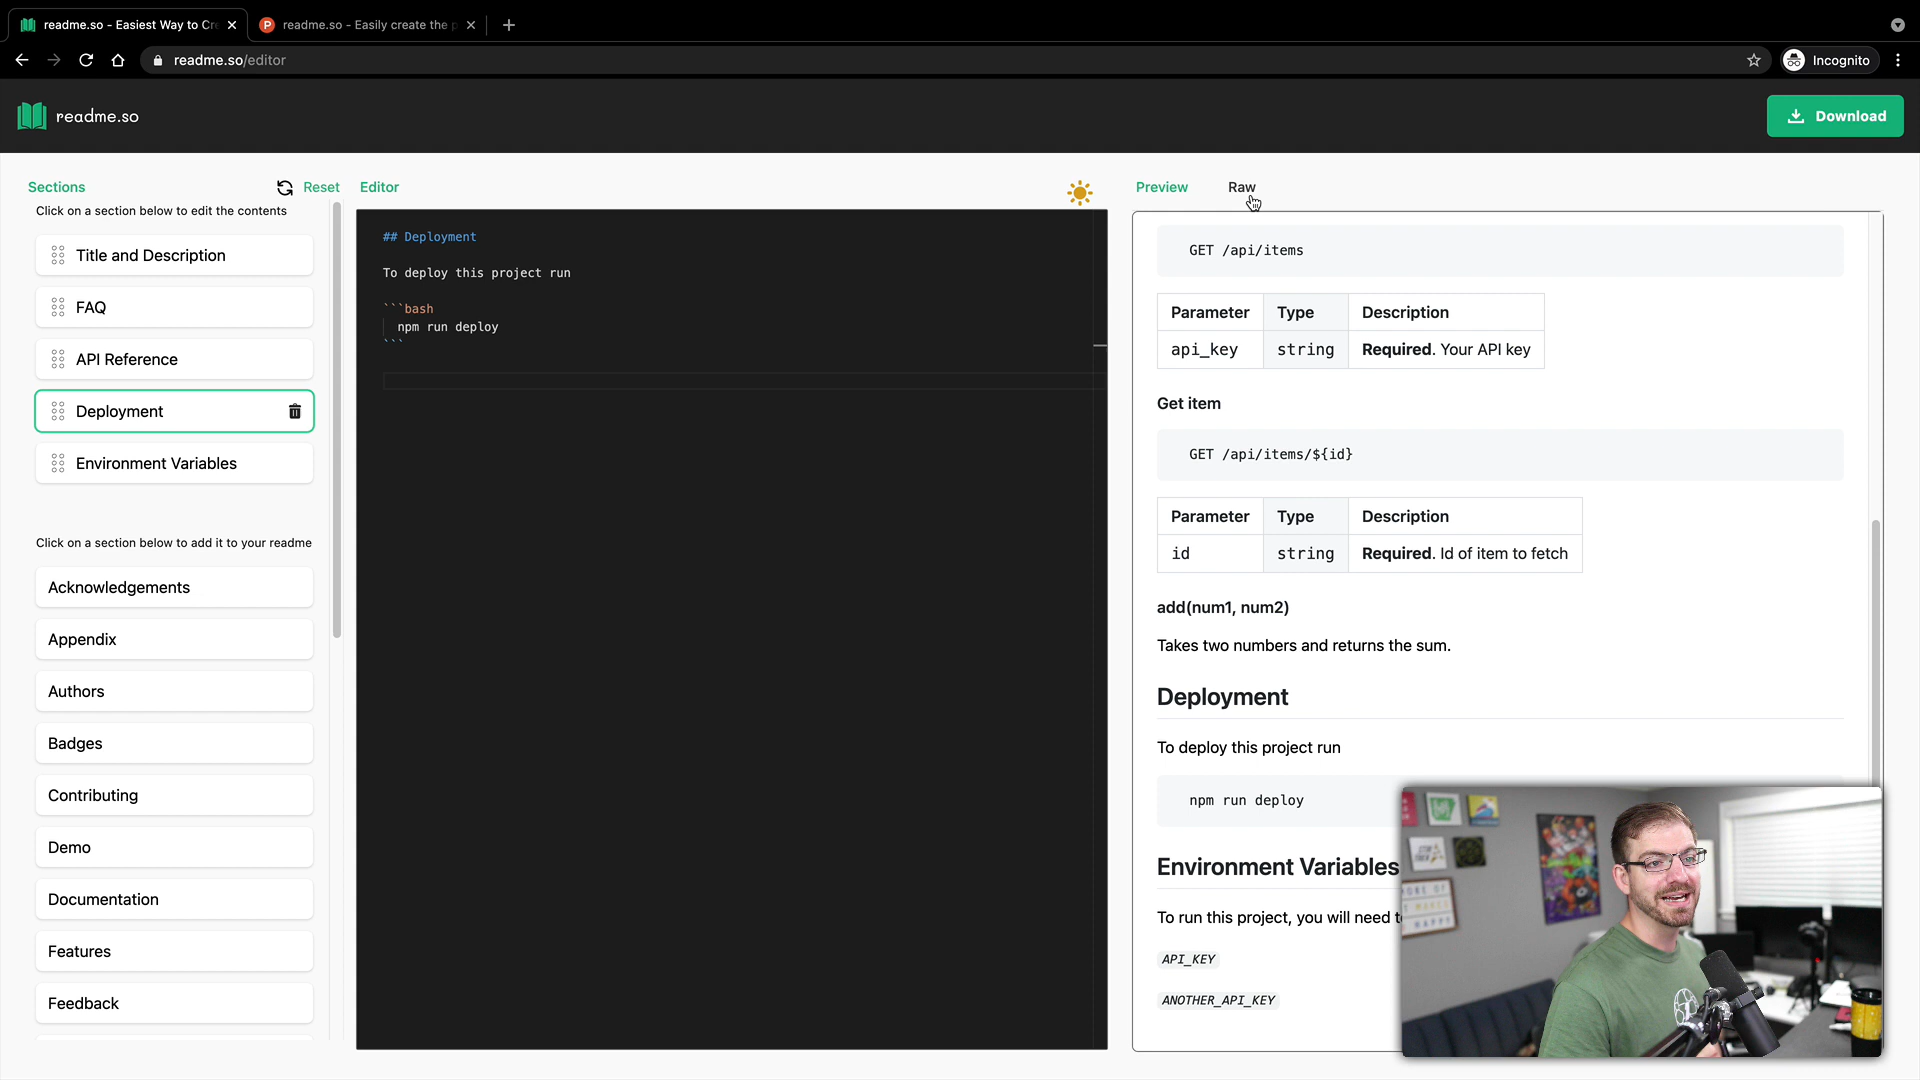 readme.so - Easiest Way to Cr
readme.so - Easily create the p
readme.so/editor
Incognito
readme.so
Download
Sections
Reset
Click on a section below to edit the contents
Title and Description
FAQ
API Reference
Deployment
Environment Variables
Click on a section below to add it to your readme
Acknowledgements
Appendix
Authors
Badges
Contributing
Demo
Documentation
Features
Feedback
Editor
## Deployment
To deploy this project run
```bash
npm run deploy
```
Preview
Raw
GET /api/items
Parameter Type Description
api_key string Required. Your API key
Get item
GET /api/items/${id}
Parameter Type Description
id string Required. Id of item to fetch
add(num1, num2)
Takes two numbers and returns the sum.
Deployment
To deploy this project run
npm run deploy
Environment Variables
To run this project, you will need t
API_KEY
ANOTHER_API_KEY